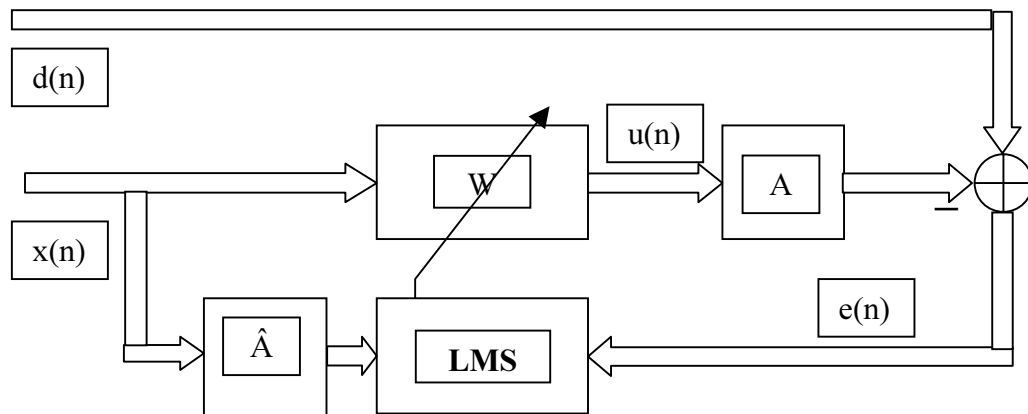 d(n)
u(n)
W
A
x(n)
e(n)
Â
LMS